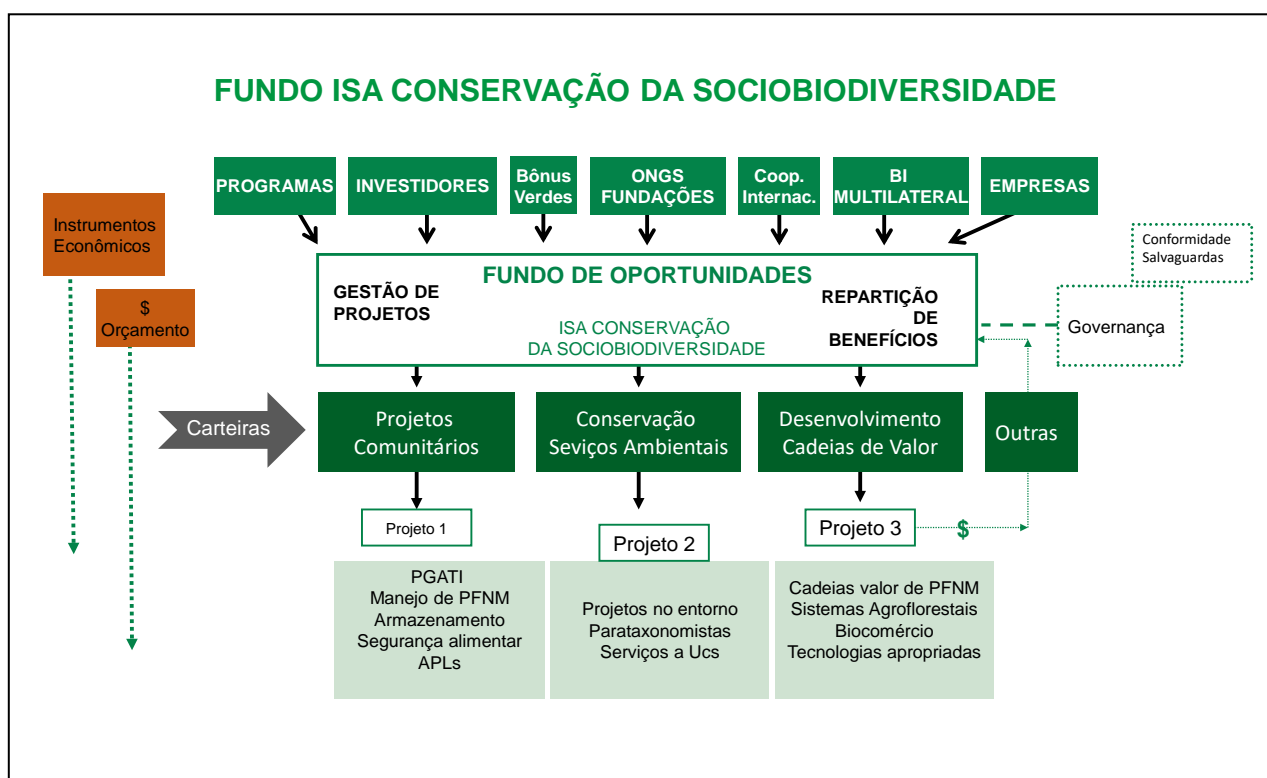 FUNDO ISA CONSERVAÇÃO DA SOCIOBIODIVERSIDADE
PROGRAMAS
INVESTIDORES
Bônus
Verdes
ONGS
FUNDAÇÕES
Coop.
Internac.
BI
MULTILATERAL
EMPRESAS
Instrumentos
Econômicos
$
Orçamento
Conformidade
Salvaguardas
Governança
FUNDO DE OPORTUNIDADES
GESTÃO DE
PROJETOS
ISA CONSERVAÇÃO
DA SOCIOBIODIVERSIDADE
REPARTIÇÃO
DE
BENEFÍCIOS
Carteiras
Projetos
Comunitários
Conservação
Seviços Ambientais
Desenvolvimento
Cadeias de Valor
Outras
Projeto 1
Projeto 2
Projeto 3
$
PGATI
Manejo de PFNM
Armazenamento
Segurança alimentar
APLs
Projetos no entorno
Parataxonomistas
Serviços a Ucs
Cadeias valor de PFNM
Sistemas Agroflorestais
Biocomércio
Tecnologias apropriadas